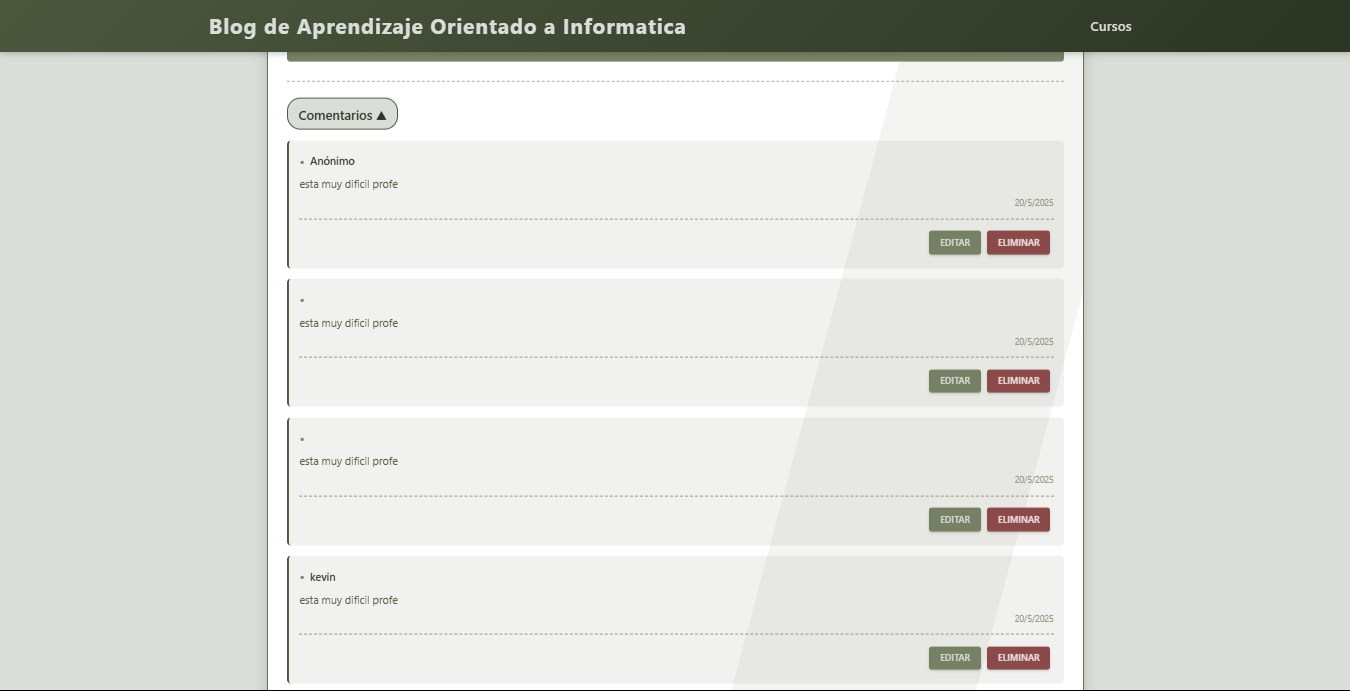 Blog de Aprendizaje Orientado a Informatica
Cursos
Comentarios ▲
• Anónimo
esta muy dificil profe
20/5/2025
EDITAR ELIMINAR
•
esta muy dificil profe
20/5/2025
EDITAR ELIMINAR
•
esta muy dificil profe
20/5/2025
EDITAR ELIMINAR
• kevin
esta muy dificil profe
20/5/2025
EDITAR ELIMINAR